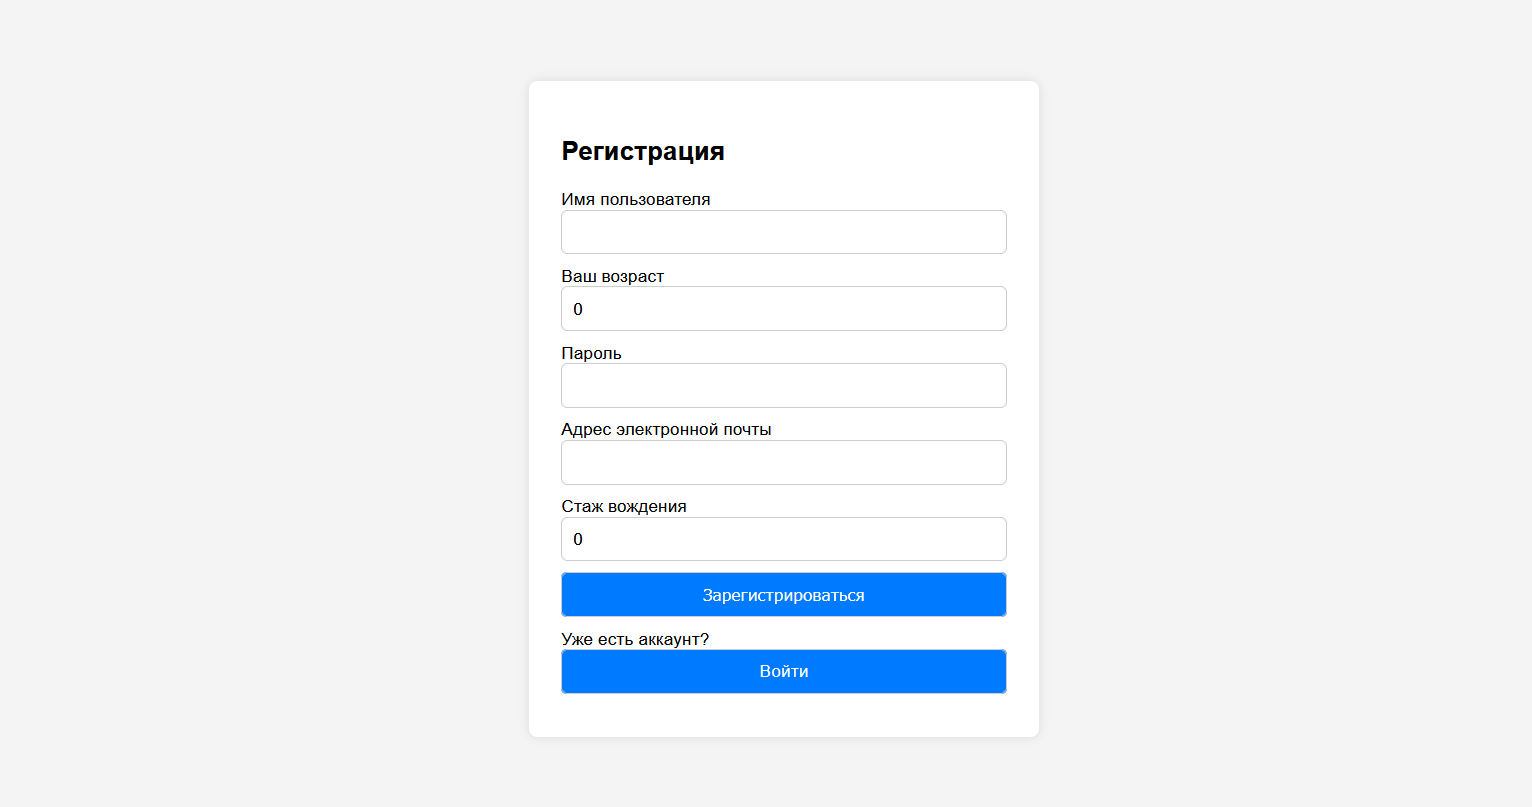 Регистрация
Имя пользователя
Ваш возраст
0
Пароль
Адрес электронной почты
Стаж вождения
0
Зарегистрироваться
Уже есть аккаунт?
Войти